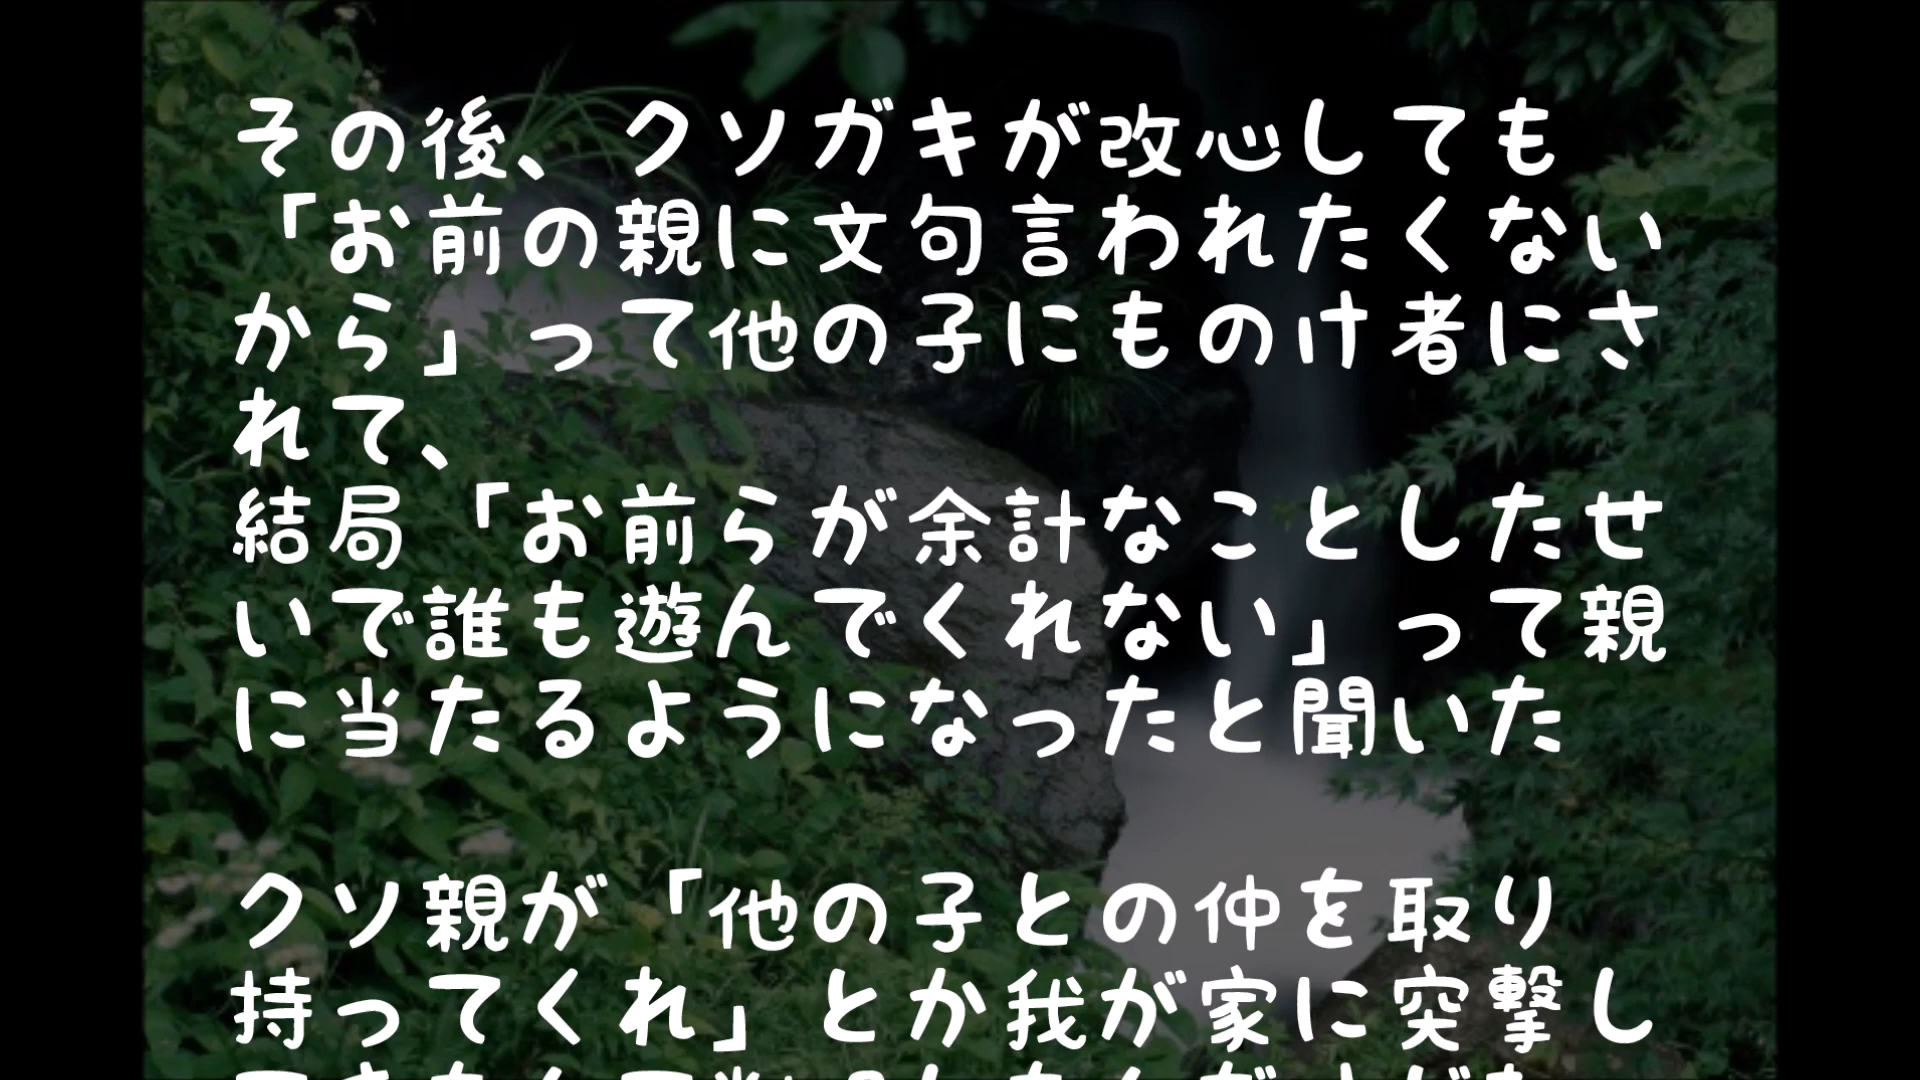 その後、クソガキが改心しても
「お前の親に文句言われたくない
から」って他の子にものけ者にさ
れて、
結局「お前らが余計なことしたせ
いで誰も遊んでくれない」って親
に当たるようになったと聞いた
クソ親が「他の子との仲を取り
持ってくれ」とか我が家に突撃し